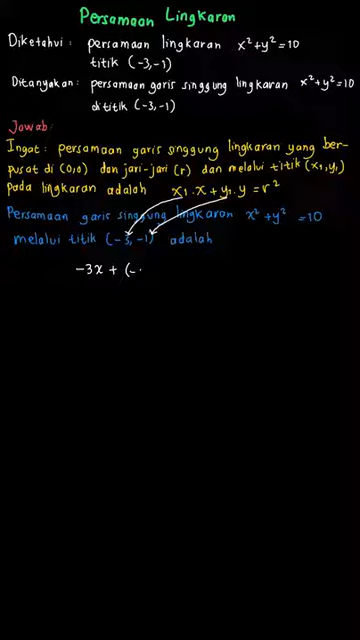 Persamaan Lingkaran
Diketahui : persamaan lingkaran x²+y²=10
titik (-3,-1)
Ditanyakan : persamaan garis singgung lingkaran x²+y²=10
di titik (-3,-1)
Jawab
Ingat : persamaan garis singgung lingkaran yang ber-
pusat di (0,0) dan jari-jari (r) dan melalui titik (x₁,y₁)
pada lingkaran adalah x₁.x+y₁.y=r²
Persamaan garis singgung lingkaran x²+y²=10
melalui titik (-3,-1) adalah
-3x + (-.